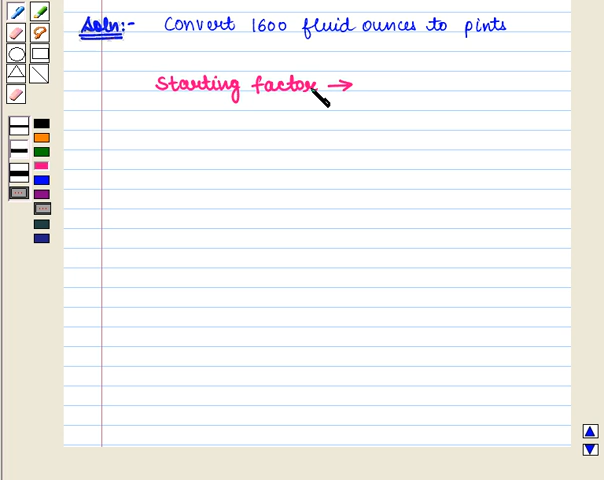 Soln:- Convert 1600 fluid ounces to pints
Starting factor →